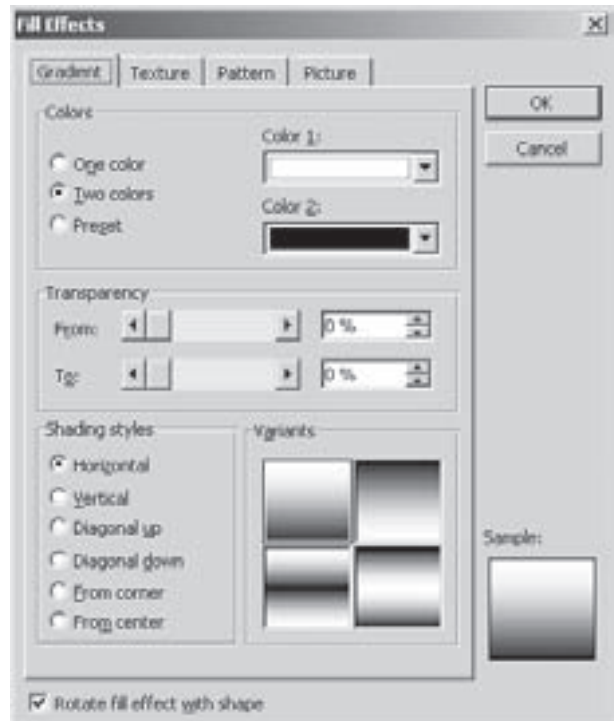 Fill Effects
Gradient Texture Pattern Picture
OK
Cancel
Colors
One color
Two colors
Preset
Color 1:
Color 2:
Transparency
From: 0 %
To: 0 %
Shading styles
Horizontal
Vertical
Diagonal up
Diagonal down
From corner
From center
Variants
Sample:
Rotate fill effect with shape